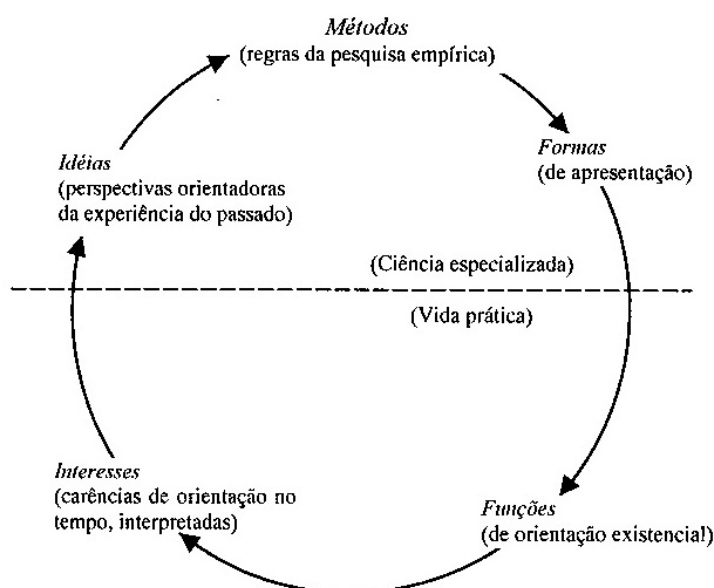 Métodos
(regras da pesquisa empírica)
Idéias
(perspectivas orientadoras
da experiência do passado)
Formas
(de apresentação)
(Ciência especializada)
(Vida prática)
Interesses
(carências de orientação no
tempo, interpretadas)
Funções
(de orientação existencial)